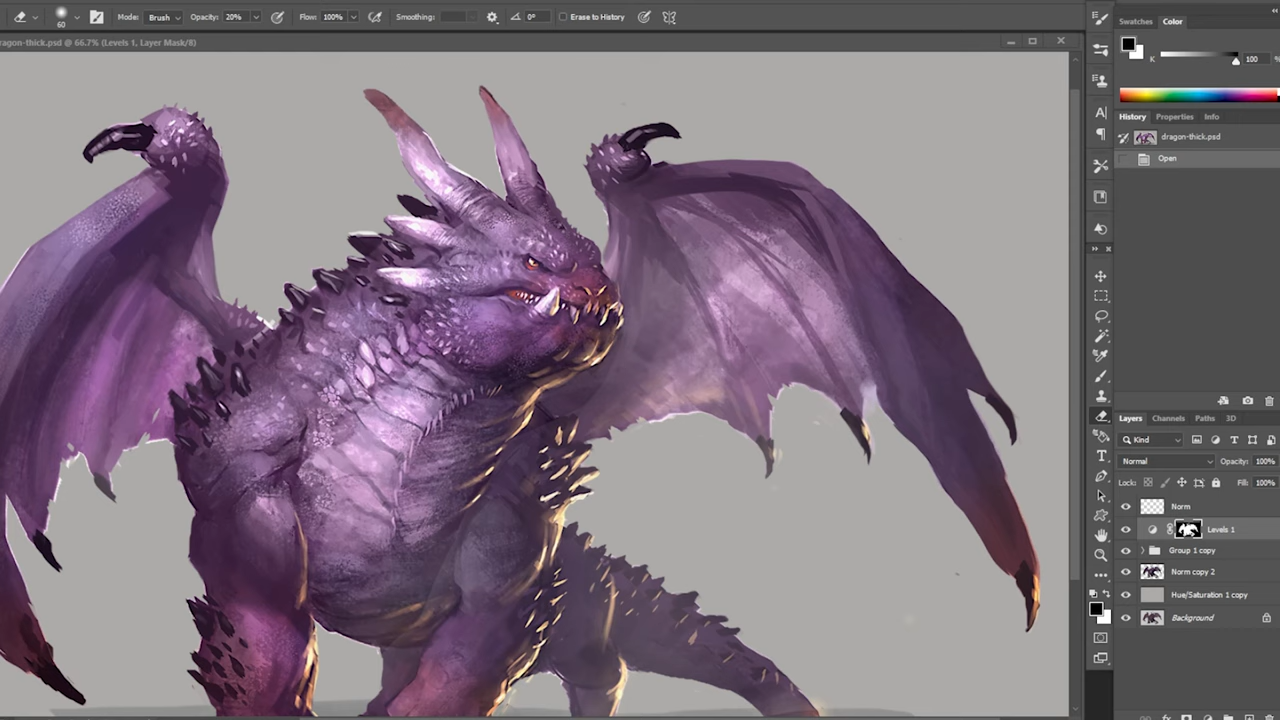 60 Mode: Brush Opacity: 20% Flow: 100% Smoothing: 0° Erase to History
ragon-thick.psd @ 66.7% (Levels 1, Layer Mask/8)
Swatches Color
K 100 %
History Properties Info
dragon-thick.psd
Open
Layers Channels Paths 3D
Kind
Normal Opacity: 100%
Lock: Fill: 100%
Norm
Levels 1
Group 1 copy
Norm copy 2
Hue/Saturation 1 copy
Background